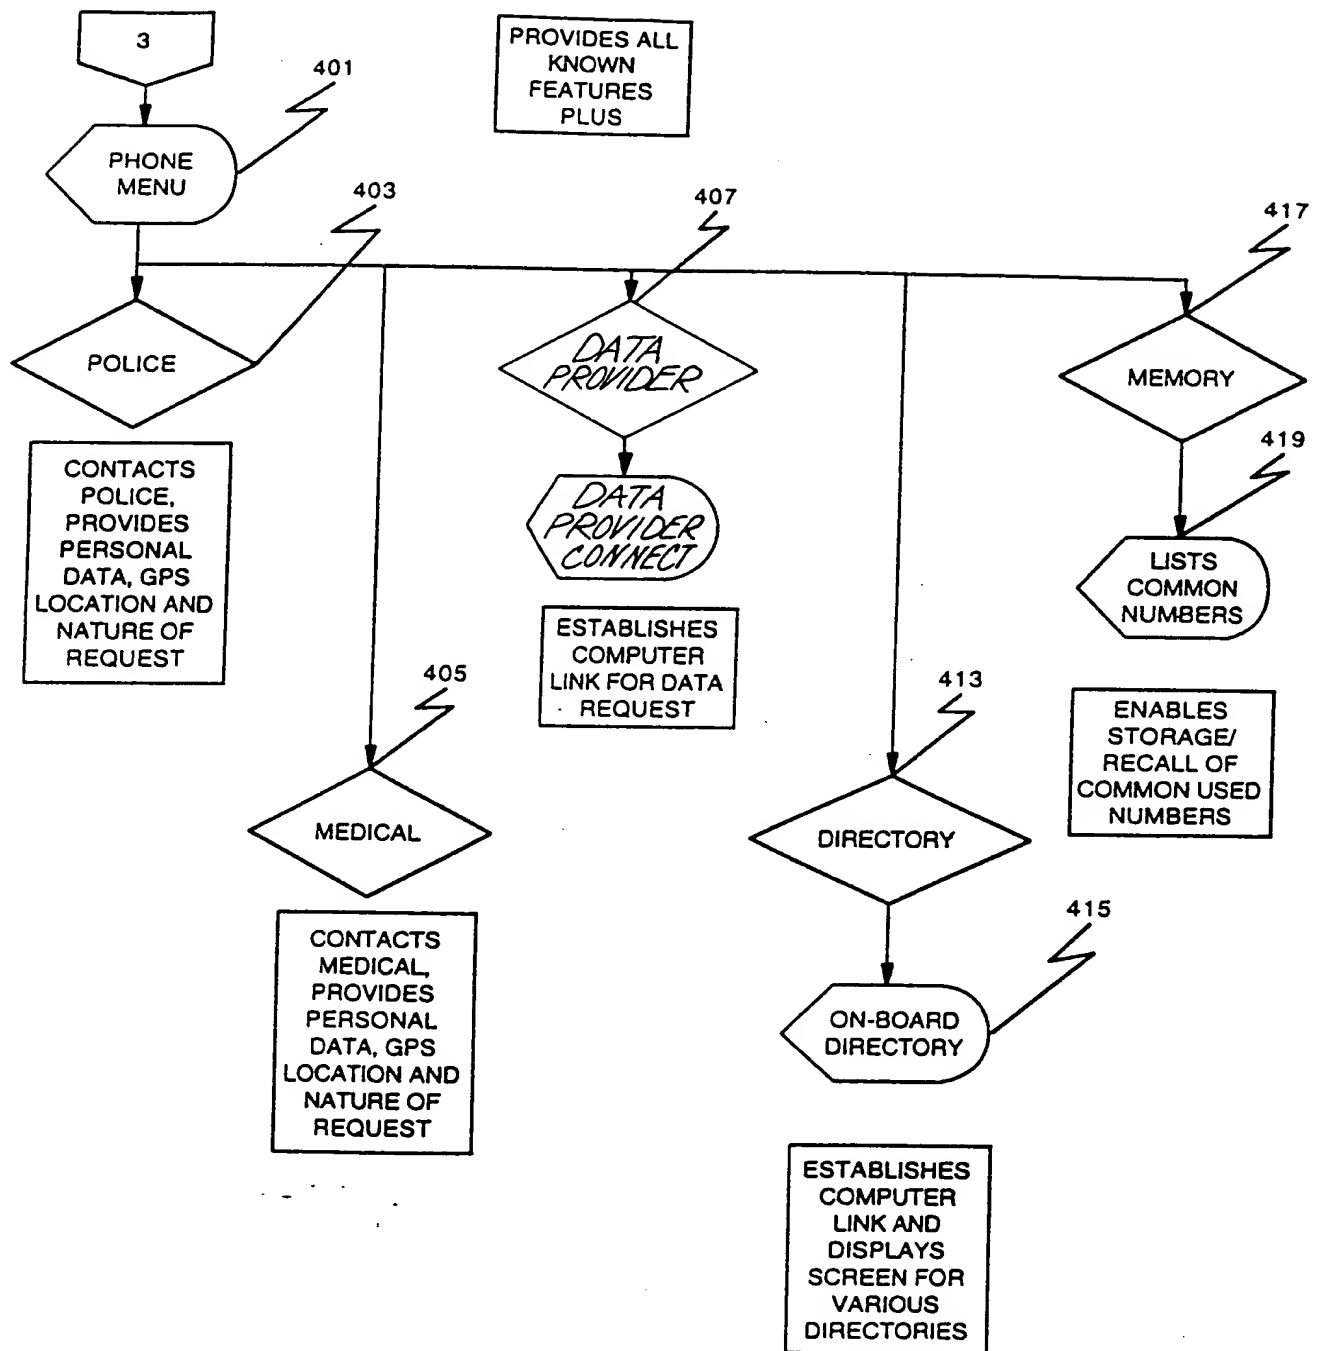 3
PROVIDES ALL
KNOWN
FEATURES
PLUS
401
PHONE
MENU
403
407
417
POLICE
DATA
PROVIDER
MEMORY
CONTACTS
POLICE,
PROVIDES
PERSONAL
DATA, GPS
LOCATION AND
NATURE OF
REQUEST
DATA
PROVIDER
CONNECT
419
LISTS
COMMON
NUMBERS
ESTABLISHES
COMPUTER
LINK FOR DATA
REQUEST
405
413
ENABLES
STORAGE/
RECALL OF
COMMON USED
NUMBERS
MEDICAL
DIRECTORY
CONTACTS
MEDICAL,
PROVIDES
PERSONAL
DATA, GPS
LOCATION AND
NATURE OF
REQUEST
415
ON-BOARD
DIRECTORY
ESTABLISHES
COMPUTER
LINK AND
DISPLAYS
SCREEN FOR
VARIOUS
DIRECTORIES